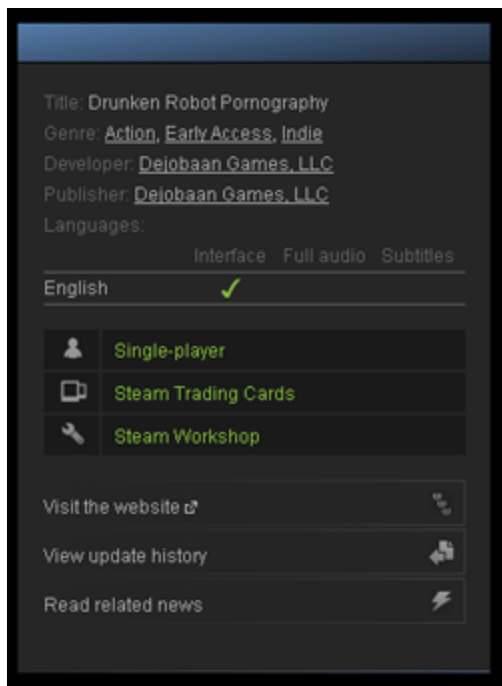 Title: Drunken Robot Pornography
Genre: Action, Early Access, Indie
Developer: Dejobaan Games, LLC
Publisher: Dejobaan Games, LLC
Languages:
Interface Full audio Subtitles
English ✓
Single-player
Steam Trading Cards
Steam Workshop
Visit the website
View update history
Read related news